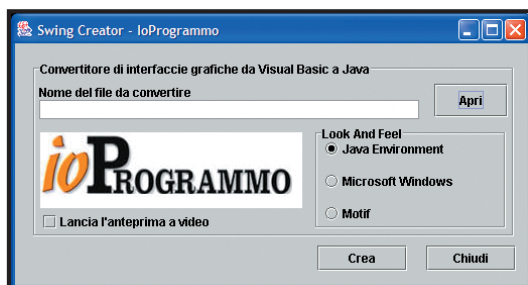 Swing Creator - IoProgrammo
Convertitore di interfaccie grafiche da Visual Basic a Java
Nome del file da convertire
Apri
ioProgrammo
Look And Feel
Java Environment
Microsoft Windows
Motif
Lancia l'anteprima a video
Crea
Chiudi